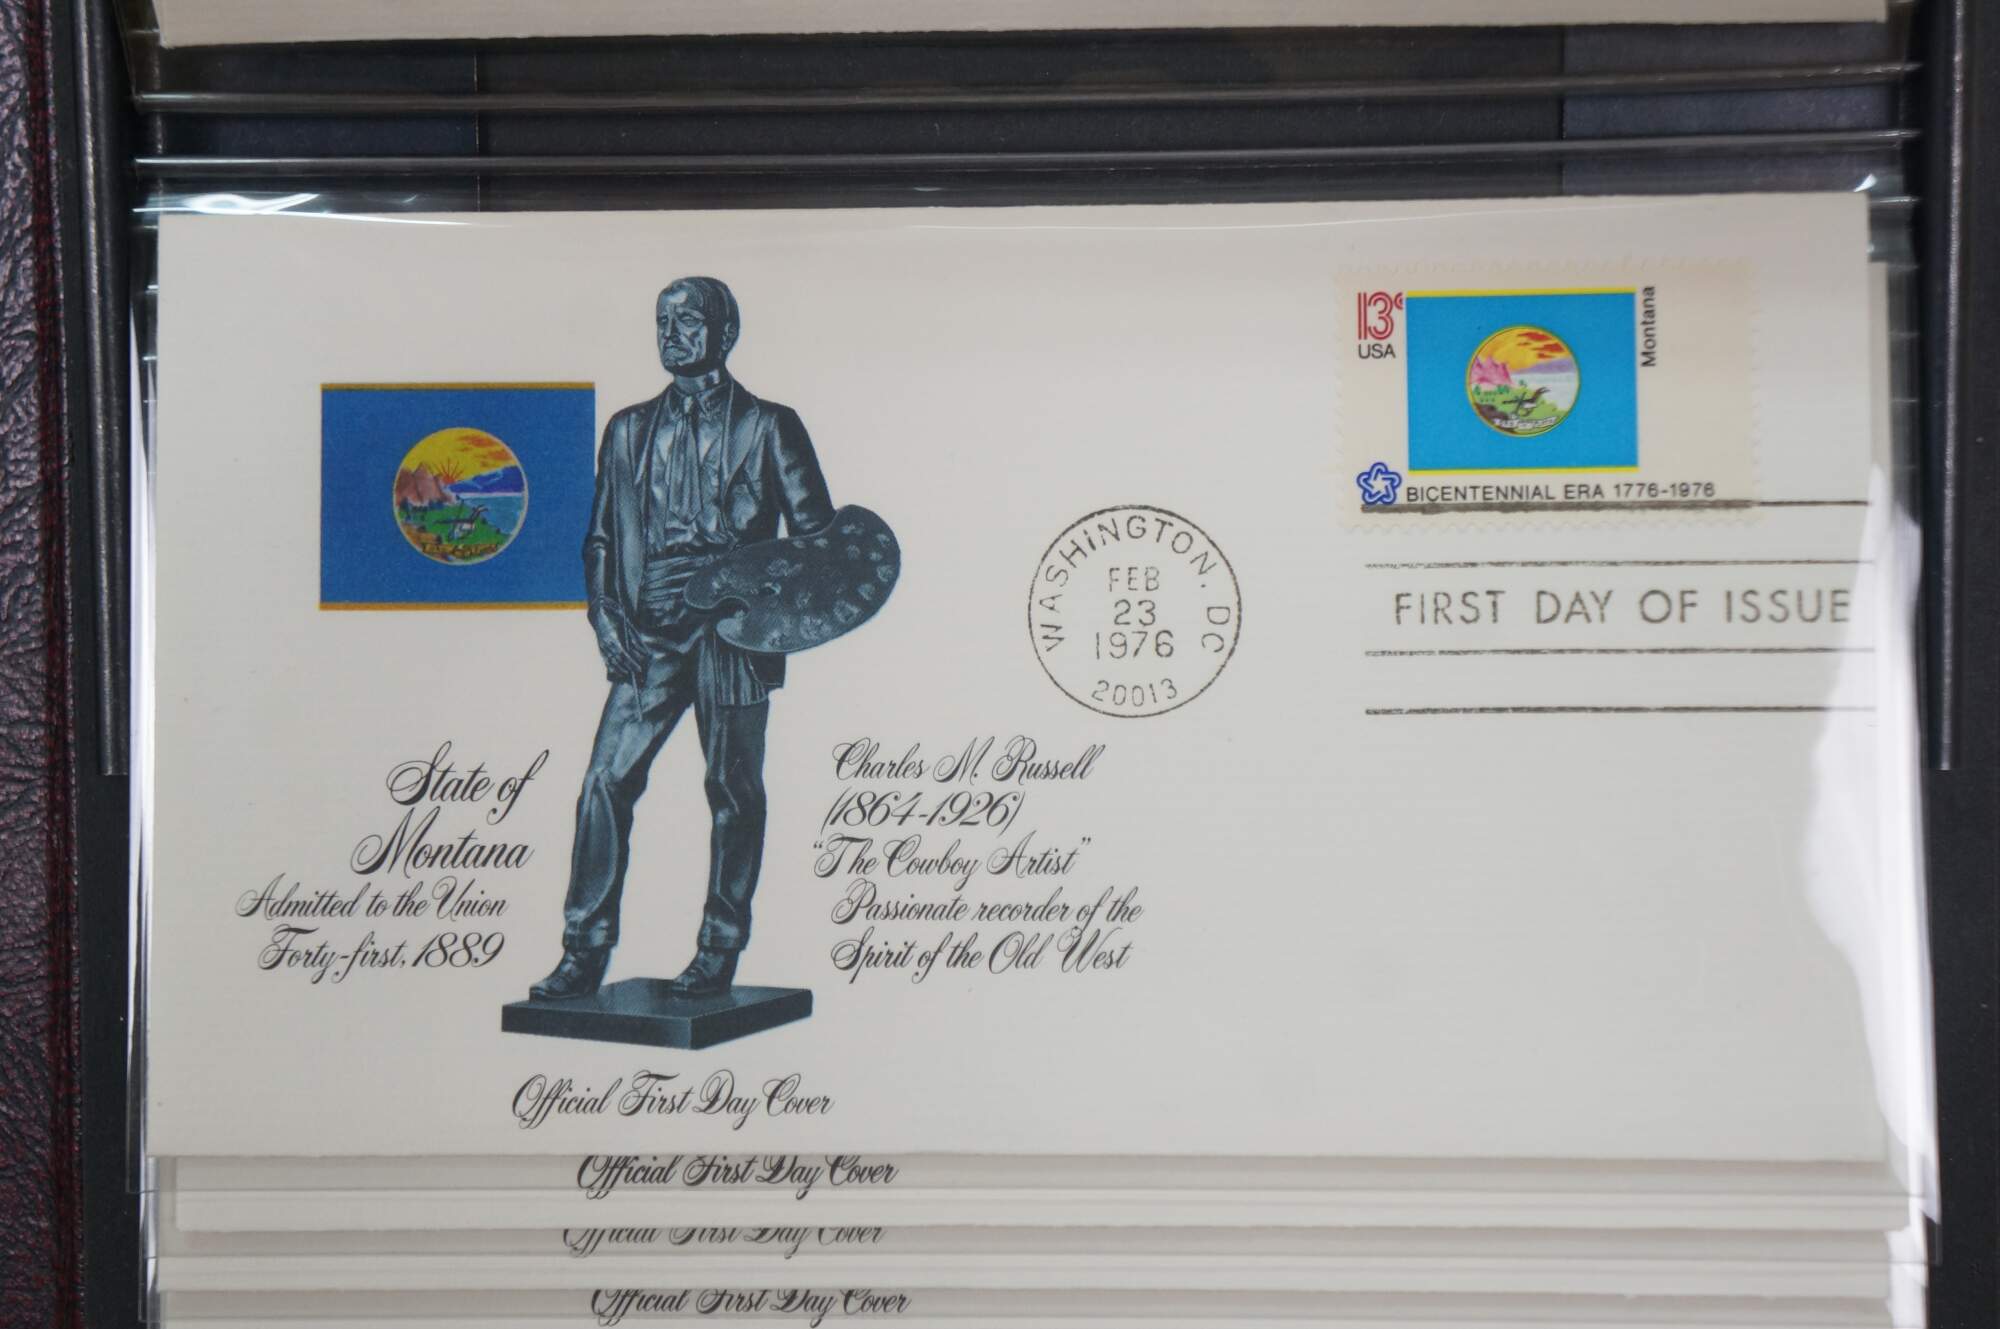 13¢
USA
Montana
BICENTENNIAL ERA 1776-1976
WASHINGTON, DC
FEB
23
1976
20013
FIRST DAY OF ISSUE
State of
Montana
Admitted to the Union
Forty-first, 1889
Charles M. Russell
(1864-1926)
“The Cowboy Artist”
Passionate recorder of the
Spirit of the Old West
Official First Day Cover
Official First Day Cover
Official First Day Cover
Official First Day Cover